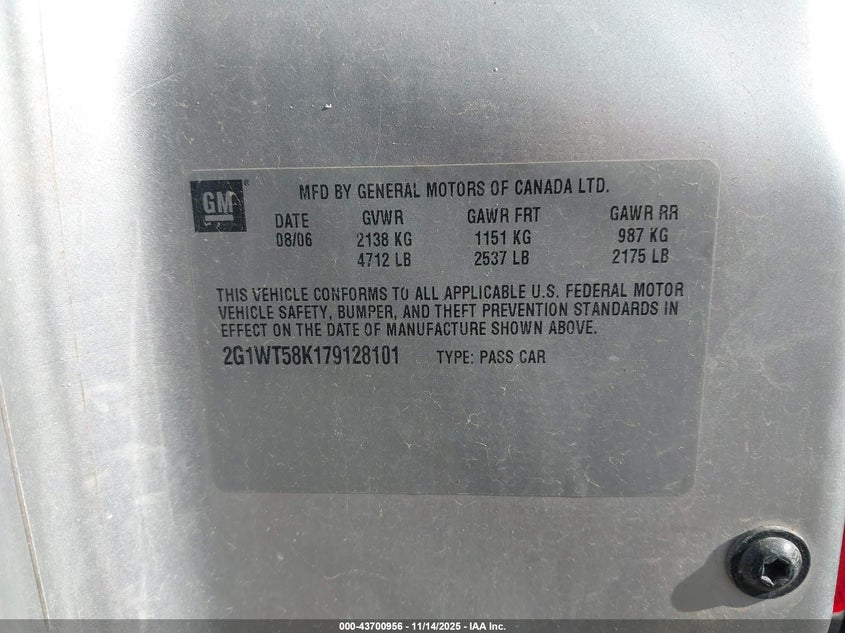 GM ®
MFD BY GENERAL MOTORS OF CANADA LTD.
DATE GVWR GAWR FRT GAWR RR
08/06 2138 KG 1151 KG 987 KG
4712 LB 2537 LB 2175 LB
THIS VEHICLE CONFORMS TO ALL APPLICABLE U.S. FEDERAL MOTOR
VEHICLE SAFETY, BUMPER, AND THEFT PREVENTION STANDARDS IN
EFFECT ON THE DATE OF MANUFACTURE SHOWN ABOVE.
2G1WT58K179128101 TYPE: PASS CAR
000-43700956 - 11/14/2025 - IAA Inc.